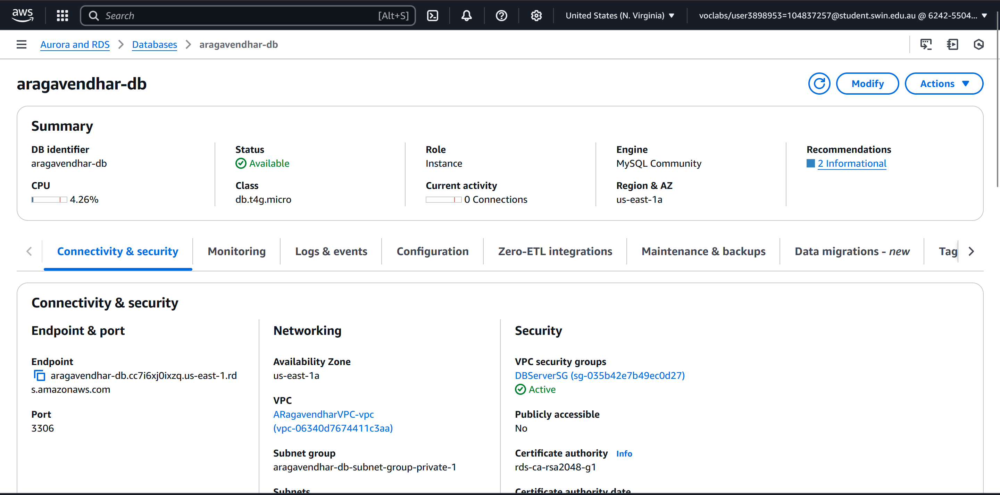 aws
Search
[Alt+S]
United States (N. Virginia)
voclabs/user3898953=104837257@student.swin.edu.au @ 6242-5504...
Aurora and RDS
Databases
aragavendhar-db
aragavendhar-db
Modify
Actions
Summary
DB identifier
aragavendhar-db
Status
Available
Role
Instance
Engine
MySQL Community
Recommendations
2 Informational
CPU
4.26%
Class
db.t4g.micro
Current activity
0 Connections
Region & AZ
us-east-1a
Connectivity & security
Monitoring
Logs & events
Configuration
Zero-ETL integrations
Maintenance & backups
Data migrations - new
Tag
Connectivity & security
Endpoint & port
Endpoint
aragavendhar-db.cc7i6xj0ixzq.us-east-1.rd
s.amazonaws.com
Port
3306
Networking
Availability Zone
us-east-1a
VPC
ARagavendharVPC-vpc
(vpc-06340d7674411c3aa)
Subnet group
aragavendhar-db-subnet-group-private-1
Subnets
Security
VPC security groups
DBServerSG (sg-035b42e7b49ec0d27)
Active
Publicly accessible
No
Certificate authority
Info
rds-ca-rsa2048-g1
Certificate authority date